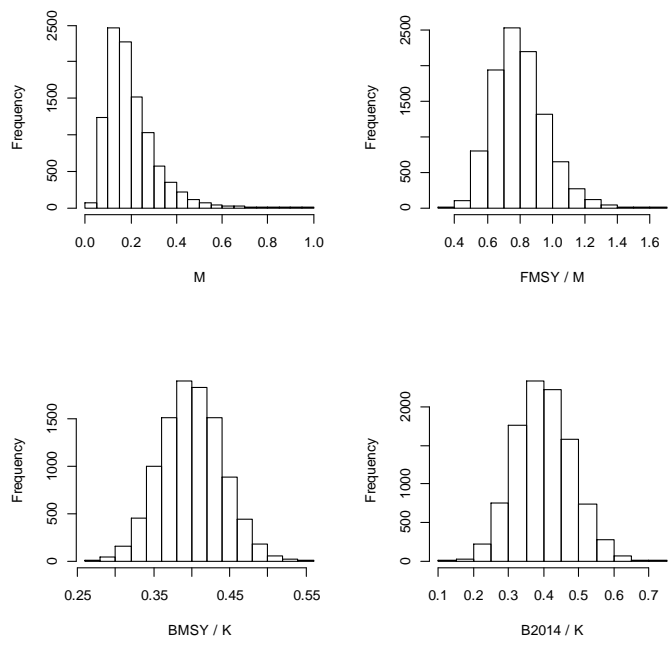 Frequency
0 500 1500 2500
0.0 0.2 0.4 0.6 0.8 1.0
M
Frequency
0 500 1500 2500
0.4 0.6 0.8 1.0 1.2 1.4 1.6
FMSY / M
Frequency
0 500 1000 1500
0.25 0.35 0.45 0.55
BMSY / K
Frequency
0 500 1000 2000
0.1 0.2 0.3 0.4 0.5 0.6 0.7
B2014 / K